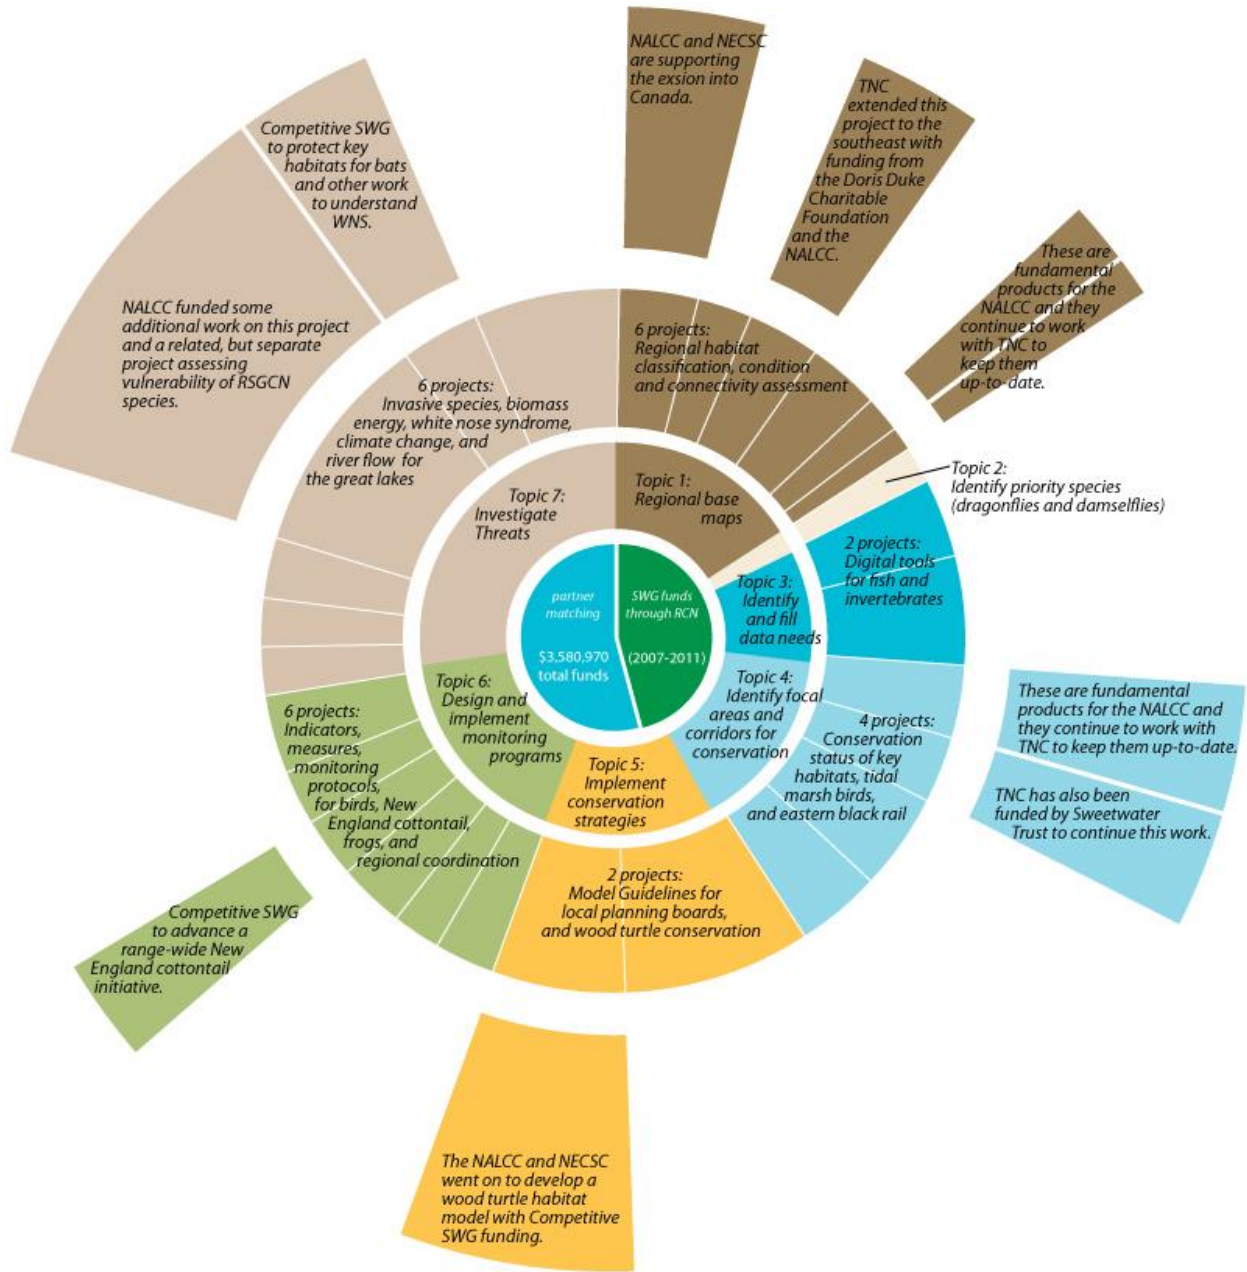 NALCC and NECSC
are supporting
the exsion into
Canada.
TNC
extended this
project to the
southeast with
funding from
the Doris Duke
Charitable
Foundation
and the
NALCC.
These are
fundamental
products for the
NALCC and they
continue to work
with TNC to
keep them
up-to-date.
Competitive SWG
to protect key
habitats for bats
and other work
to understand
WNS.
NALCC funded some
additional work on this project
and a related, but separate
project assessing
vulnerability of RSGCN
species.
6 projects:
Regional habitat
classification, condition
and connectivity assessment
6 projects:
Invasive species, biomass
energy, white nose syndrome,
climate change, and
river flow for
the great lakes
Topic 7:
Investigate
Threats
Topic 1:
Regional base
maps
Topic 2:
Identify priority species
(dragonflies and damselflies)
2 projects:
Digital tools
for fish and
invertebrates
Topic 3:
Identify
and fill
data needs
partner
matching
$3,580,970
total funds
SWG funds
through RCN
(2007-2011)
Topic 4:
Identify focal
areas and
corridors for
conservation
4 projects:
Conservation
status of key
habitats, tidal
marsh birds,
and eastern black rail
These are fundamental
products for the NALCC and
they continue to work with
TNC to keep them up-to-date.
TNC has also been
funded by Sweetwater
Trust to continue this work.
Topic 6:
Design and
implement
monitoring
programs
Topic 5:
Implement
conservation
strategies
6 projects:
Indicators,
measures,
monitoring
protocols,
for birds, New
England cottontail,
frogs, and
regional coordination
2 projects:
Model Guidelines for
local planning boards,
and wood turtle conservation
Competitive SWG
to advance a
range-wide New
England cottontail
initiative.
The NALCC and NECSC
went on to develop a
wood turtle habitat
model with Competitive
SWG funding.